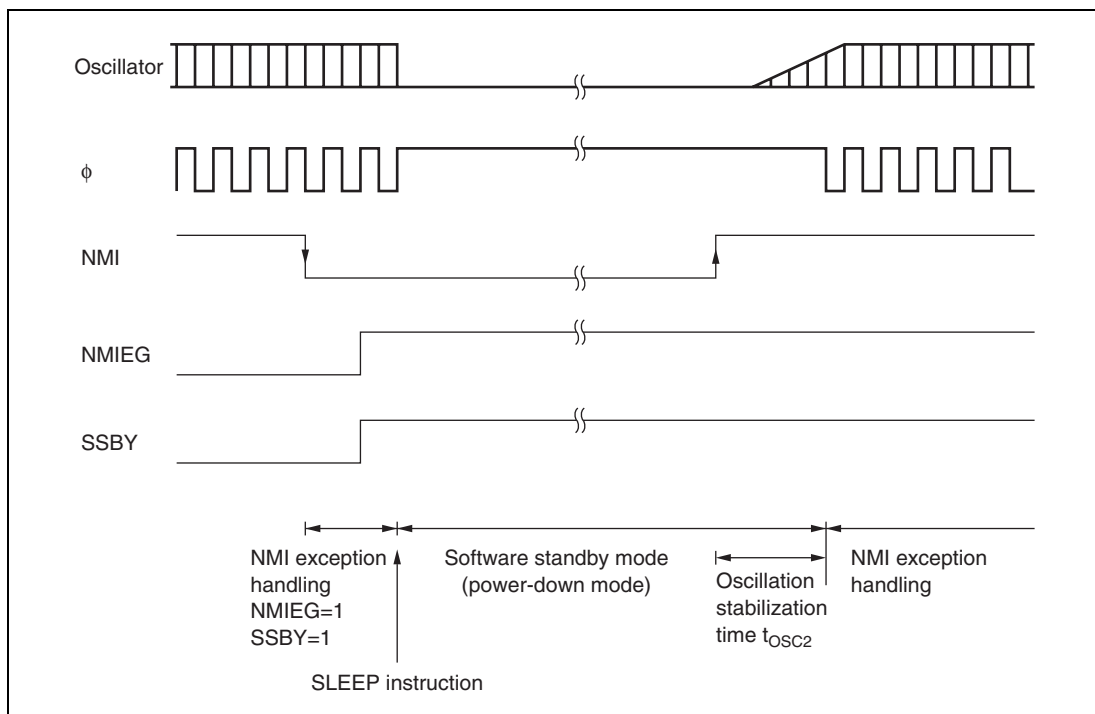 Oscillator
ϕ
NMI
NMIEG
SSBY
NMI exception
handling
NMIEG=1
SSBY=1
SLEEP instruction
Software standby mode
(power-down mode)
Oscillation
stabilization
time tOSC2
NMI exception
handling